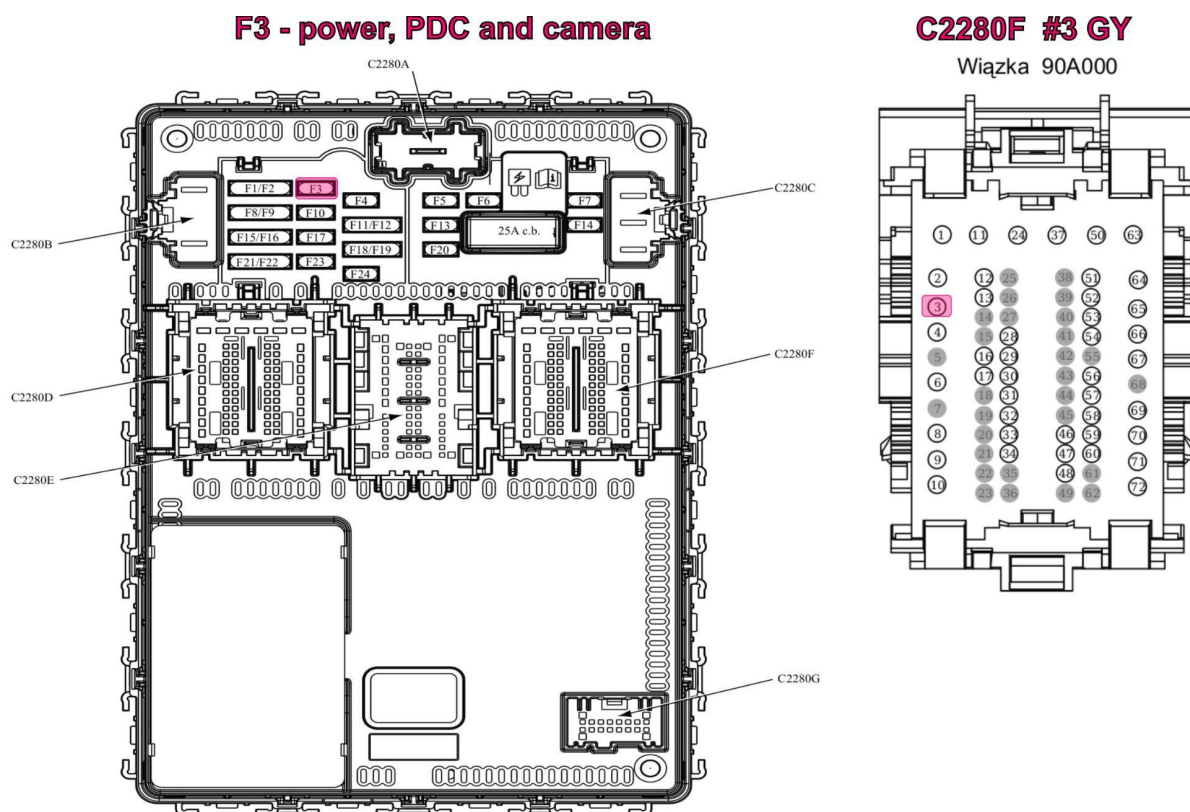 F3 - power, PDC and camera
C2280F #3 GY
Wiązka 90A000
C2280A
C2280B
C2280C
C2280D
C2280E
C2280F
C2280G
F1/F2 F3 F4 F5 F6 F7
F8/F9 F10 F11/F12 F13 25A c.b. F14
F15/F16 F17 F18/F19 F20
F21/F22 F23 F24
1 11 24 37 50 63
2 12 25 38 51 64
3 13 26 39 52 65
14 27 40 53
4 15 28 41 54 66
5 16 29 42 55 67
6 17 30 43 56 68
7 18 31 44 57 69
19 32 45 58
8 20 33 46 59 70
9 21 34 47 60 71
10 22 35 48 61 72
23 36 49 62